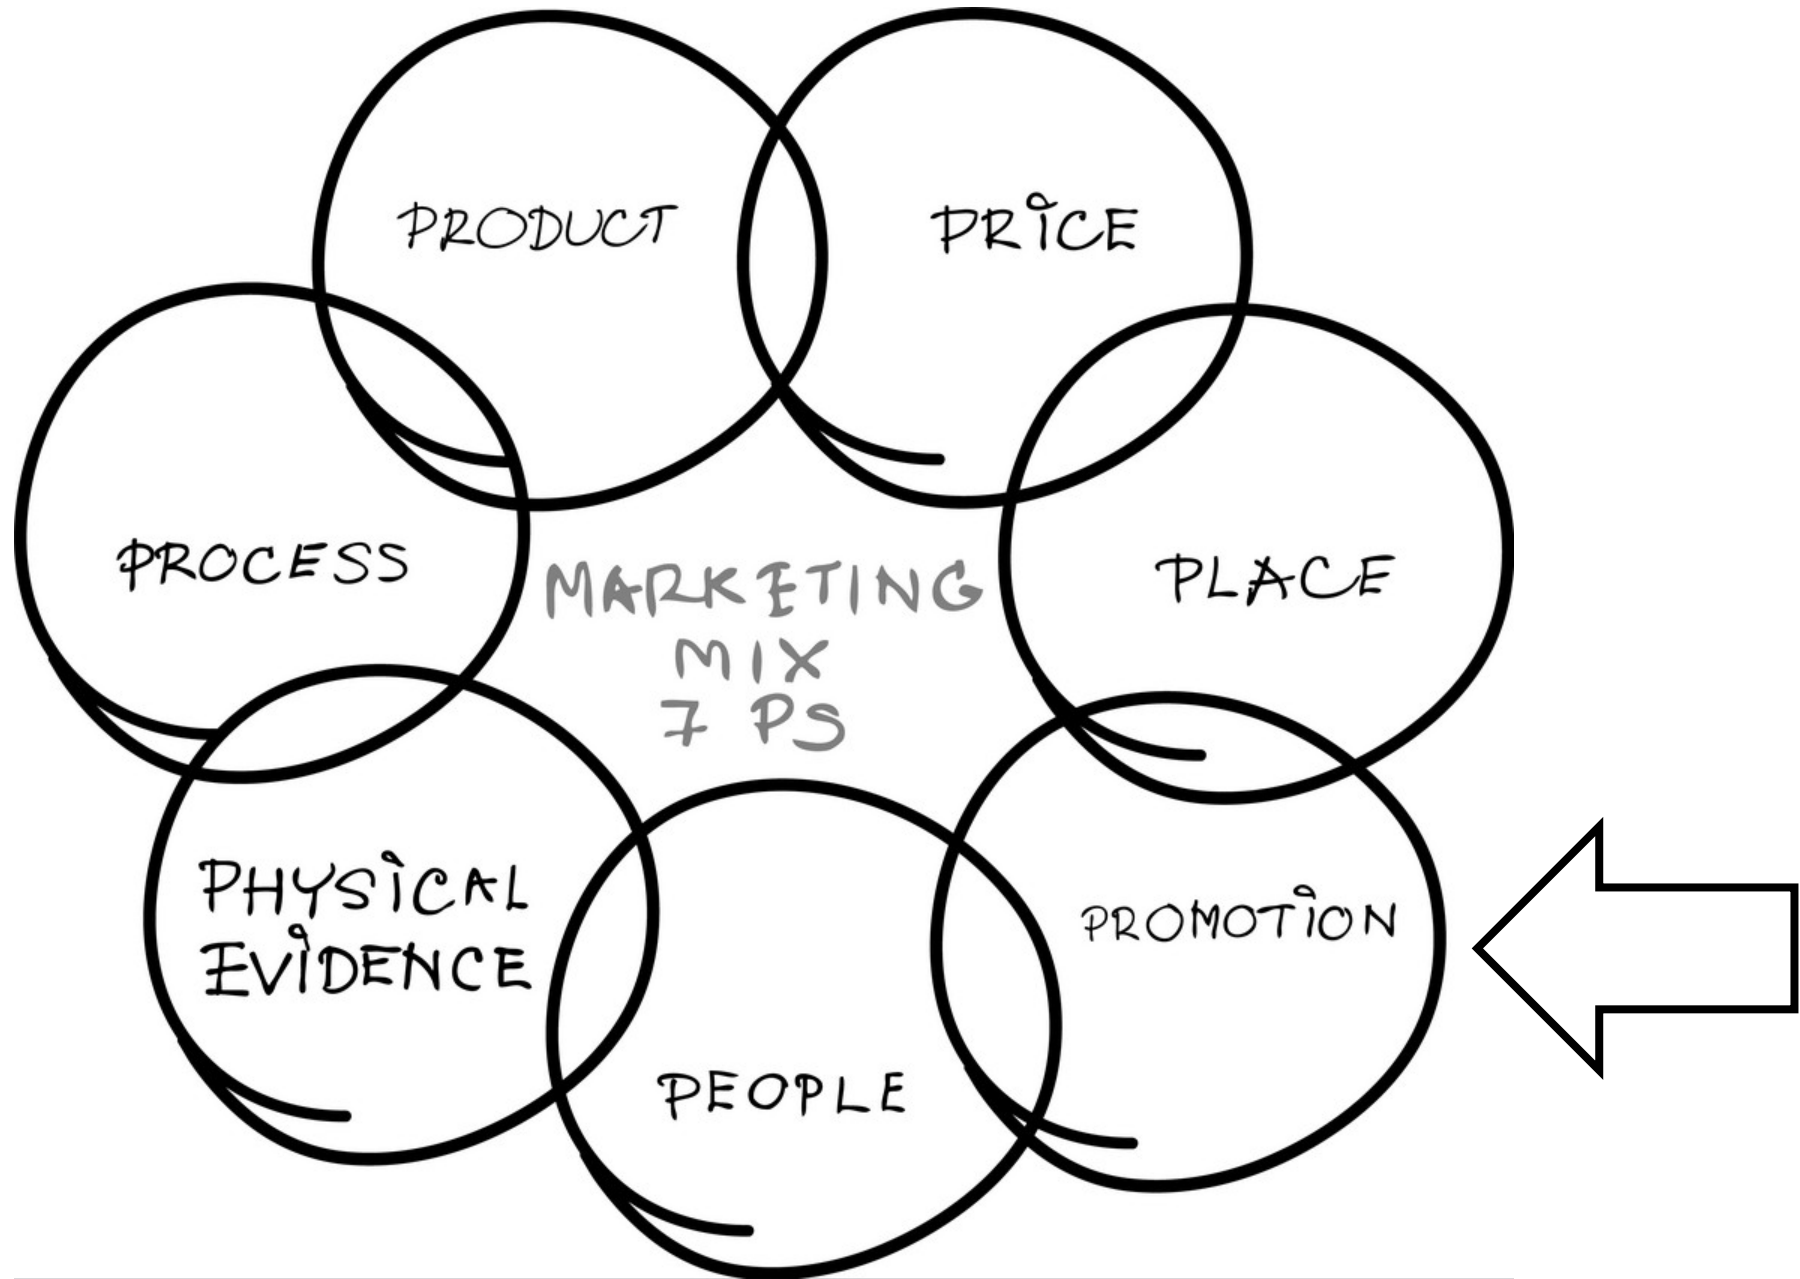 PRODUCT
PRICE
PROCESS
MARKETING
MIX
7 PS
PLACE
PHYSICAL
EVIDENCE
PROMOTION
PEOPLE